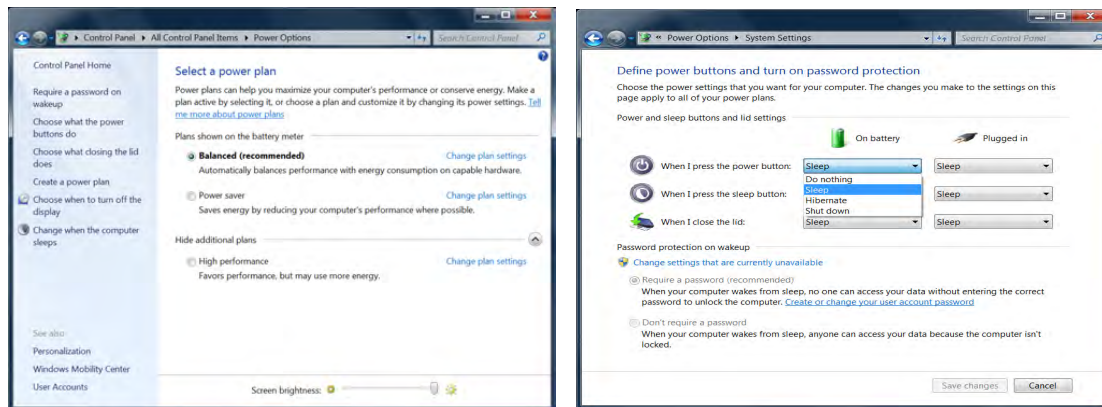 Control Panel ▸ All Control Panel Items ▸ Power Options
Search Control Panel
Control Panel Home
Require a password on
wakeup
Choose what the power
buttons do
Choose what closing the lid
does
Create a power plan
Choose when to turn off the
display
Change when the computer
sleeps
See also
Personalization
Windows Mobility Center
User Accounts
Select a power plan
Power plans can help you maximize your computer's performance or conserve energy. Make a
plan active by selecting it, or choose a plan and customize it by changing its power settings. Tell
me more about power plans
Plans shown on the battery meter
Balanced (recommended) Change plan settings
Automatically balances performance with energy consumption on capable hardware.
Power saver Change plan settings
Saves energy by reducing your computer's performance where possible.
Hide additional plans
High performance Change plan settings
Favors performance, but may use more energy.
Screen brightness:
« Power Options ▸ System Settings
Search Control Panel
Define power buttons and turn on password protection
Choose the power settings that you want for your computer. The changes you make to the settings on this
page apply to all of your power plans.
Power and sleep buttons and lid settings
On battery Plugged in
When I press the power button: Sleep Sleep
Do nothing
Sleep
Hibernate
Shut down
When I press the sleep button: Sleep
When I close the lid: Sleep Sleep
Password protection on wakeup
Change settings that are currently unavailable
Require a password (recommended)
When your computer wakes from sleep, no one can access your data without entering the correct
password to unlock the computer. Create or change your user account password
Don't require a password
When your computer wakes from sleep, anyone can access your data because the computer isn't
locked.
Save changes Cancel